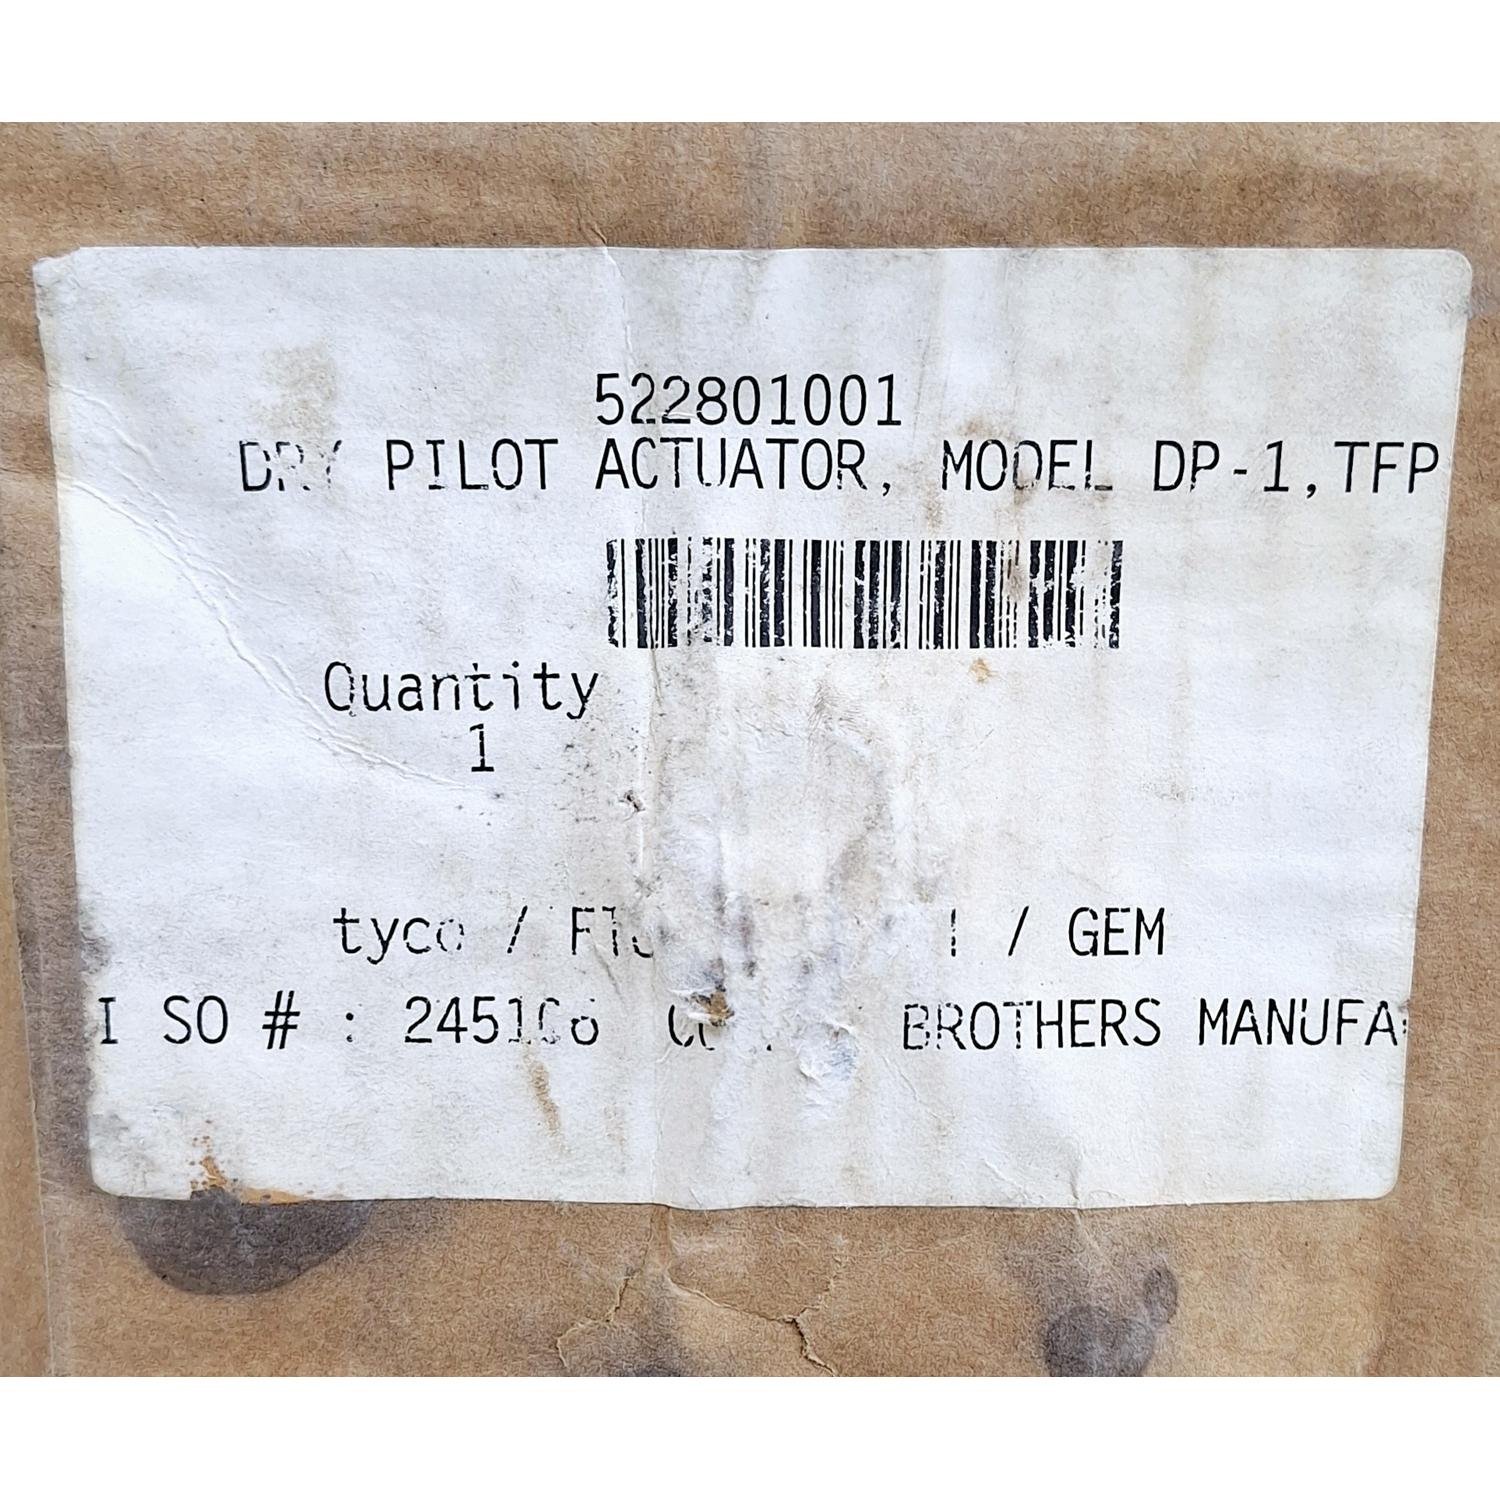 522801001
DRY PILOT ACTUATOR, MODEL DP-1,TFP
Quantity
1
tyco / / GEM
I SO # : BROTHERS MANUFA